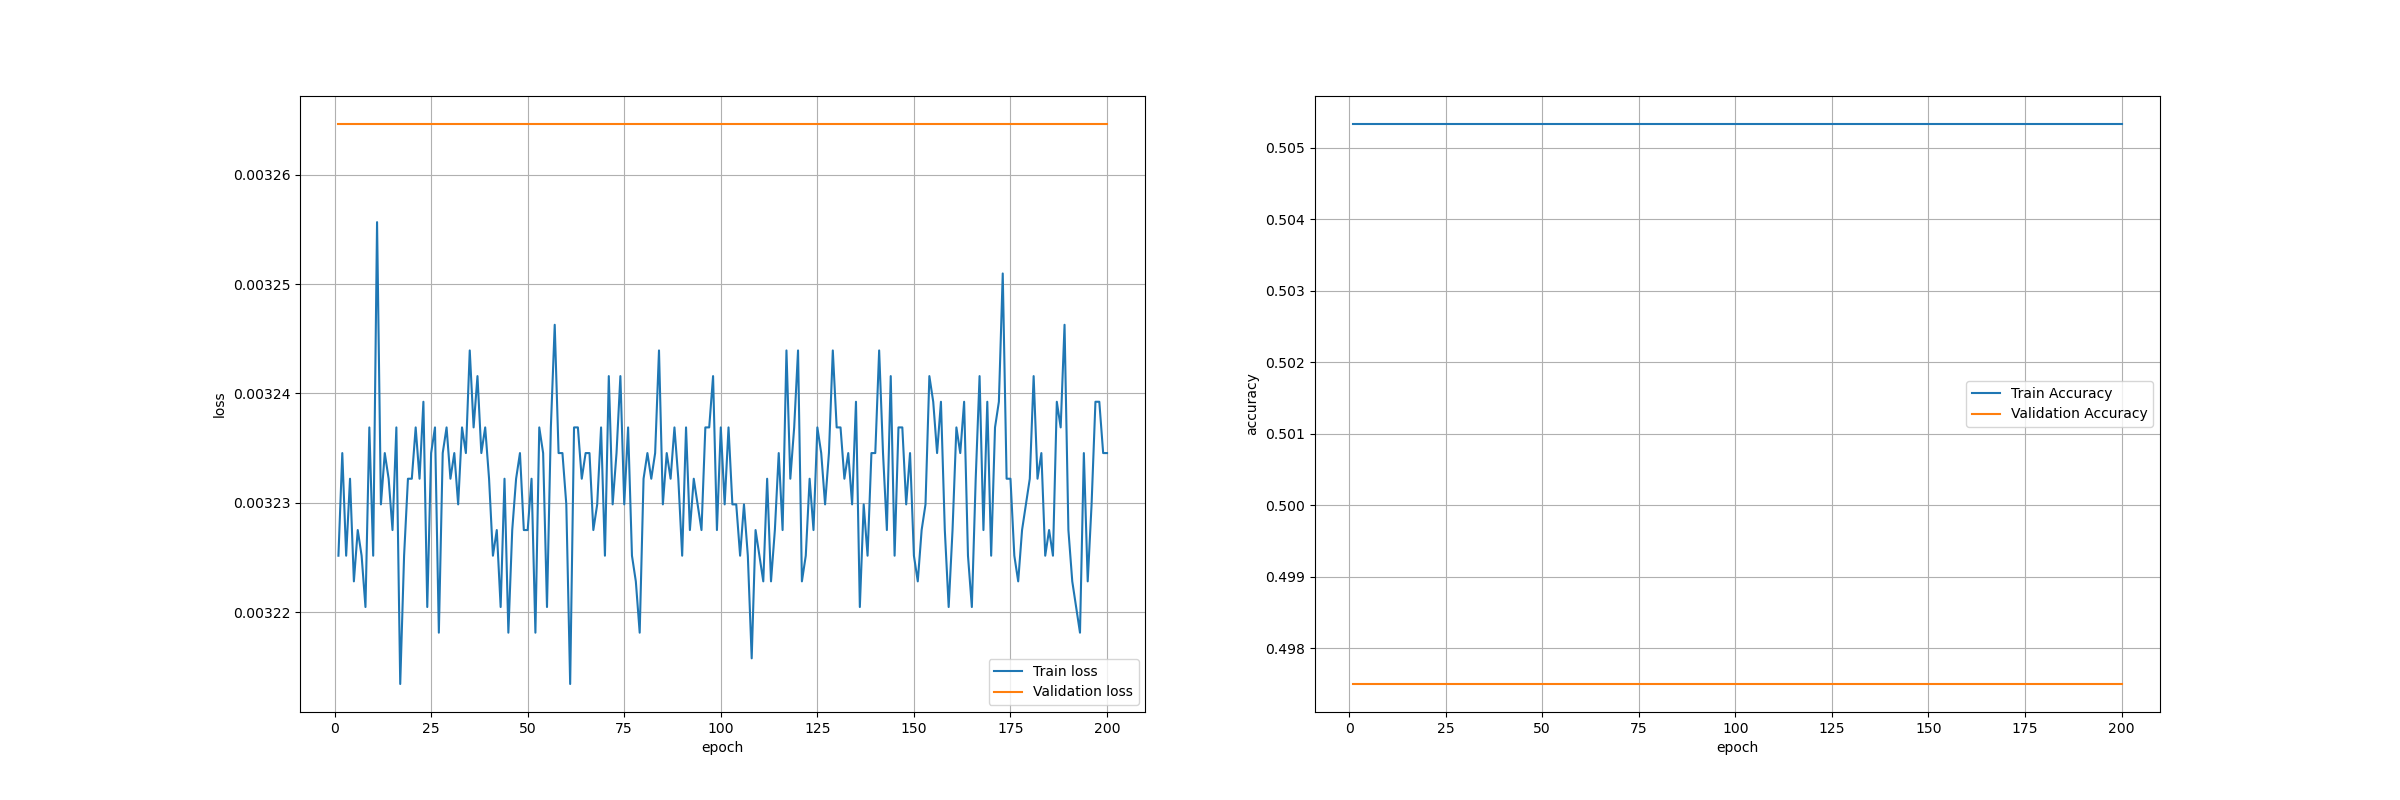 0.00326
0.00325
0.00324
0.00323
0.00322
loss
0 25 50 75 100 125 150 175 200
epoch
Train loss
Validation loss
0.505
0.504
0.503
0.502
0.501
0.500
0.499
0.498
accuracy
0 25 50 75 100 125 150 175 200
epoch
Train Accuracy
Validation Accuracy